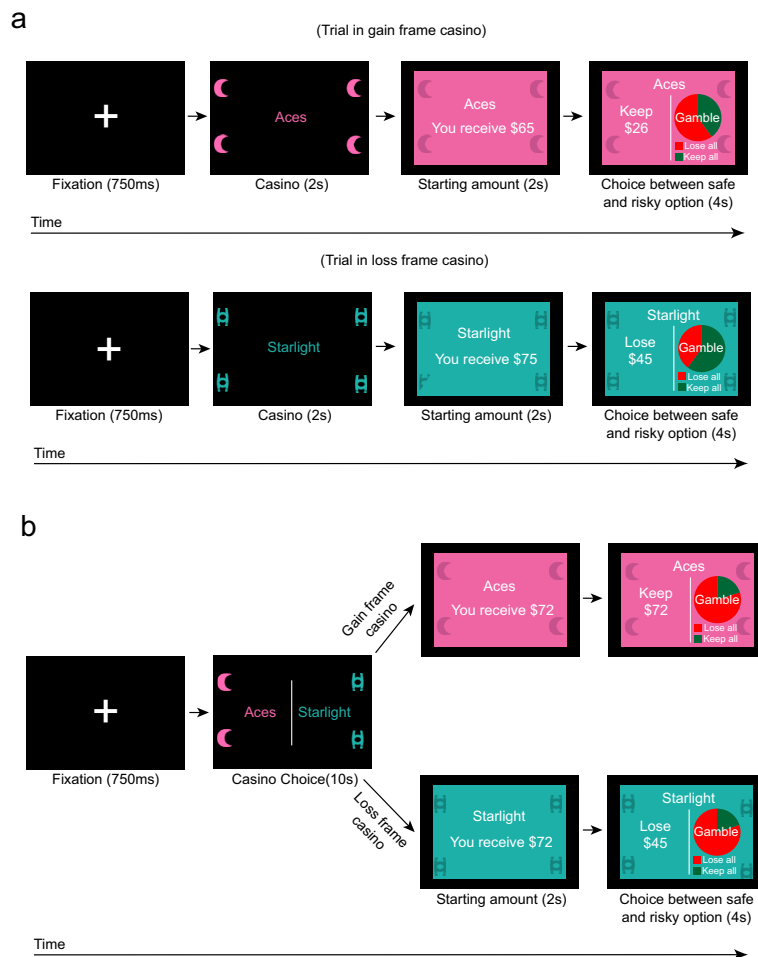 a
(Trial in gain frame casino)
Aces
Aces
You receive $65
Aces
Keep
$26
Gamble
Lose all
Keep all
Fixation (750ms)
Casino (2s)
Starting amount (2s)
Choice between safe
and risky option (4s)
Time
(Trial in loss frame casino)
Starlight
Starlight
You receive $75
Starlight
Lose
$45
Gamble
Lose all
Keep all
Fixation (750ms)
Casino (2s)
Starting amount (2s)
Choice between safe
and risky option (4s)
Time
b
Aces
You receive $72
Aces
Keep
$72
Gamble
Lose all
Keep all
Gain frame
casino
Aces
Starlight
Fixation (750ms)
Casino Choice(10s)
Loss frame
casino
Starlight
You receive $72
Starlight
Lose
$45
Gamble
Lose all
Keep all
Starting amount (2s)
Choice between safe
and risky option (4s)
Time